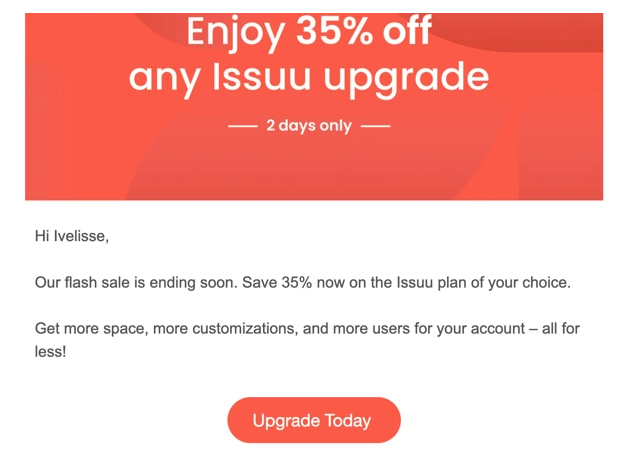 Enjoy 35% off
any Issuu upgrade
2 days only
Hi Ivelisse,
Our flash sale is ending soon. Save 35% now on the Issuu plan of your choice.
Get more space, more customizations, and more users for your account – all for
less!
Upgrade Today